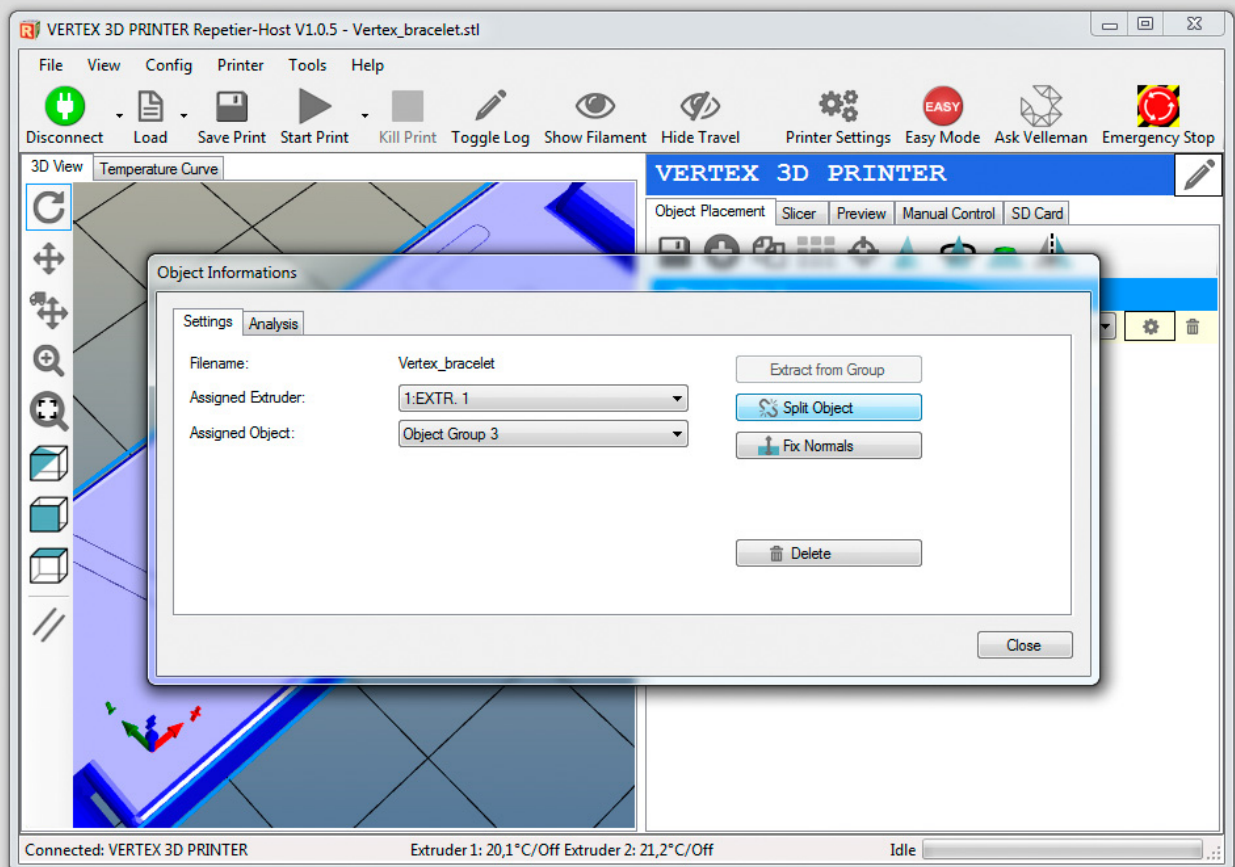 VERTEX 3D PRINTER Repetier-Host V1.0.5 - Vertex_bracelet.stl
File View Config Printer Tools Help
EASY
Disconnect Load Save Print Start Print Kill Print Toggle Log Show Filament Hide Travel Printer Settings Easy Mode Ask Velleman Emergency Stop
3D View Temperature Curve
VERTEX 3D PRINTER
Object Placement Slicer Preview Manual Control SD Card
Object Informations
Settings Analysis
Filename: Vertex_bracelet
Extract from Group
Assigned Extruder: 1:EXTR. 1
Split Object
Assigned Object: Object Group 3
Fix Normals
Delete
Close
Connected: VERTEX 3D PRINTER Extruder 1: 20,1°C/Off Extruder 2: 21,2°C/Off Idle